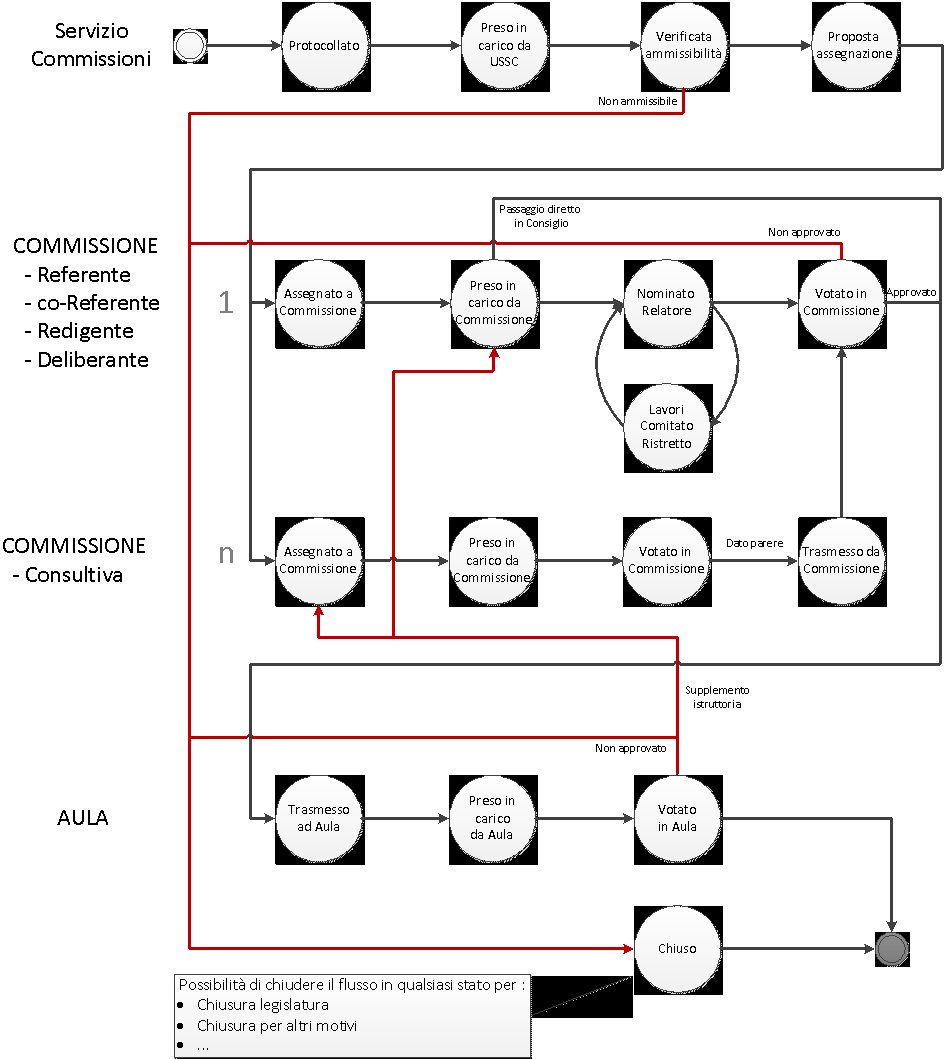 Servizio
Commissioni
Protocollato
Preso in
carico da
USSC
Verificata
ammissibilità
Proposta
assegnazione
Non ammissibile
Passaggio diretto
in Consiglio
Non approvato
COMMISSIONE
- Referente
- co-Referente
- Redigente
- Deliberante
1
Assegnato a
Commissione
Preso in
carico da
Commissione
Nominato
Relatore
Votato in
Commissione
Approvato
Lavori
Comitato
Ristretto
COMMISSIONE
- Consultiva
n
Assegnato a
Commissione
Preso in
carico da
Commissione
Votato in
Commissione
Dato parere
Trasmesso da
Commissione
Supplemento
istruttoria
Non approvato
AULA
Trasmesso
ad Aula
Preso in
carico
da Aula
Votato
in Aula
Chiuso
Possibilità di chiudere il flusso in qualsiasi stato per :
• Chiusura legislatura
• Chiusura per altri motivi
• ...